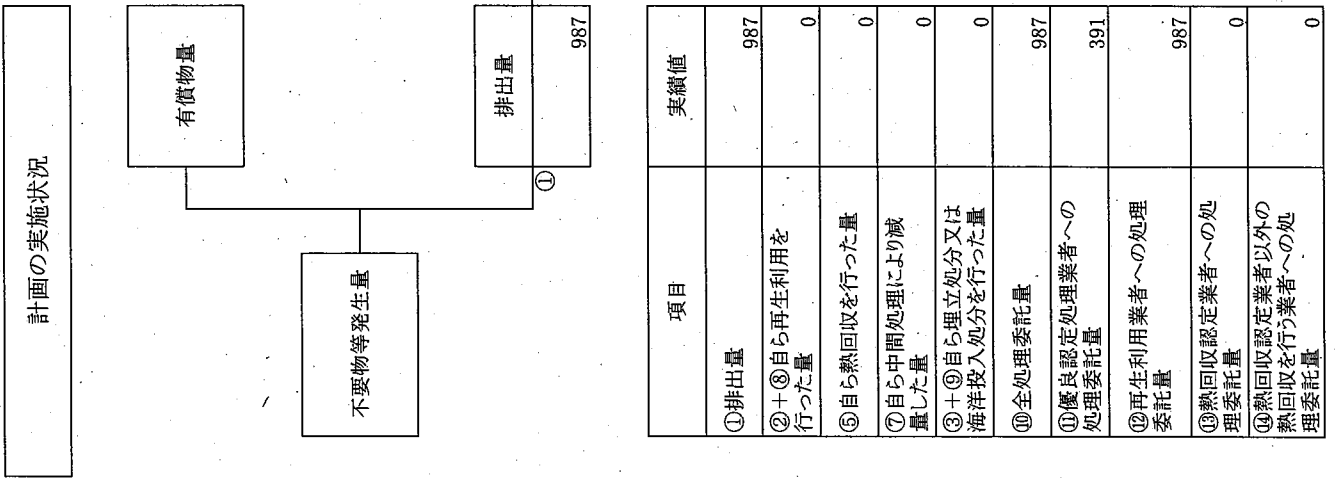 計画の実施状況
不要物等発生量
有償物量
①
排出量
987
項目
実績値
①排出量
987
②+⑧自ら再生利用を
行った量
0
⑤自ら熱回収を行った量
0
⑦自ら中間処理により減
量した量
0
③+⑨自ら埋立処分又は
海洋投入処分を行った量
0
⑩全処理委託量
987
⑪優良認定処理業者への
処理委託量
391
⑫再生利用業者への処理
委託量
987
⑬熱回収認定業者への処
理委託量
0
⑭熱回収認定業者以外の
熱回収を行う業者への処
理委託量
0